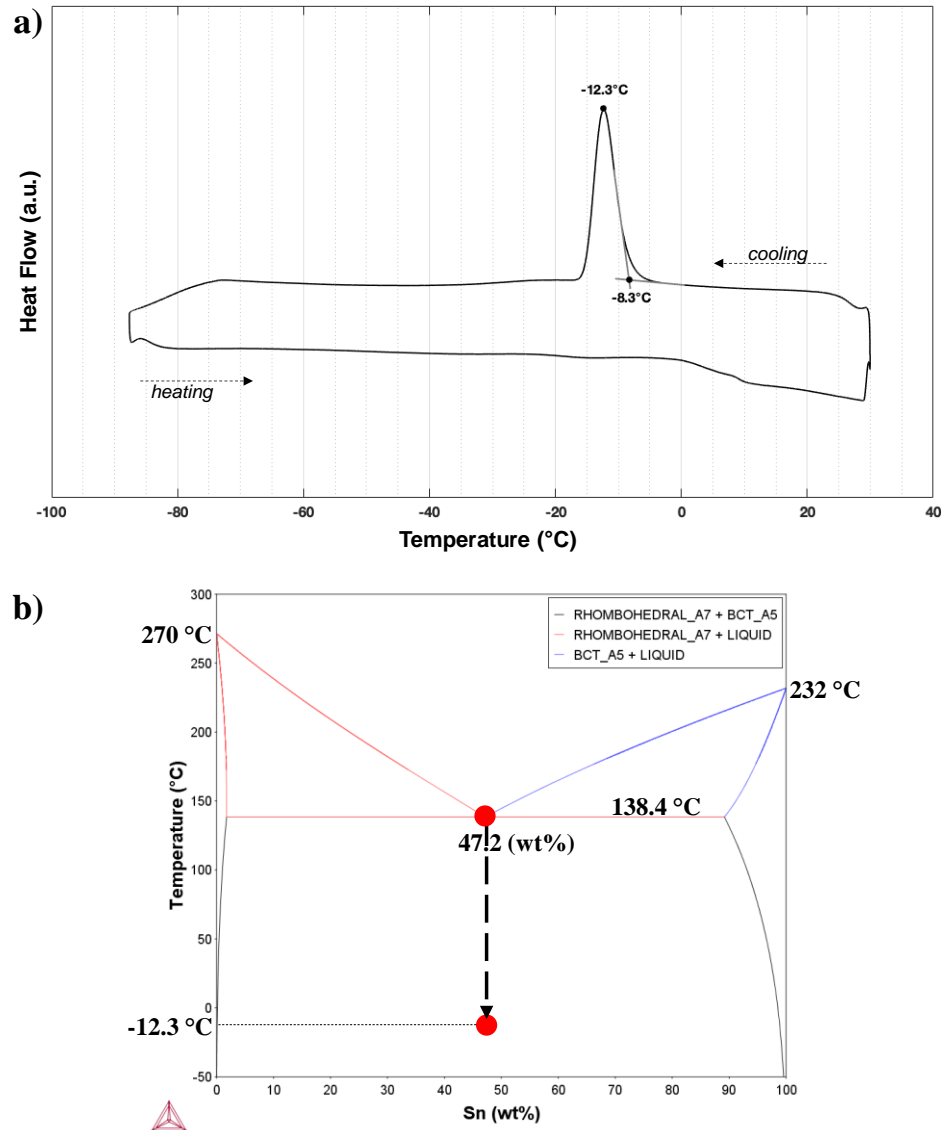 a)
-12.3°C
Heat Flow (a.u.)
cooling
-8.3°C
heating
-100 -80 -60 -40 -20 0 20 40
Temperature (°C)
b)
300
RHOMBOHEDRAL_A7 + BCT_A5
RHOMBOHEDRAL_A7 + LIQUID
BCT_A5 + LIQUID
270 °C
250
232 °C
200
Temperature (°C)
150
138.4 °C
47.2 (wt%)
100
50
0
-12.3 °C
-50
0 10 20 30 40 50 60 70 80 90 100
Sn (wt%)